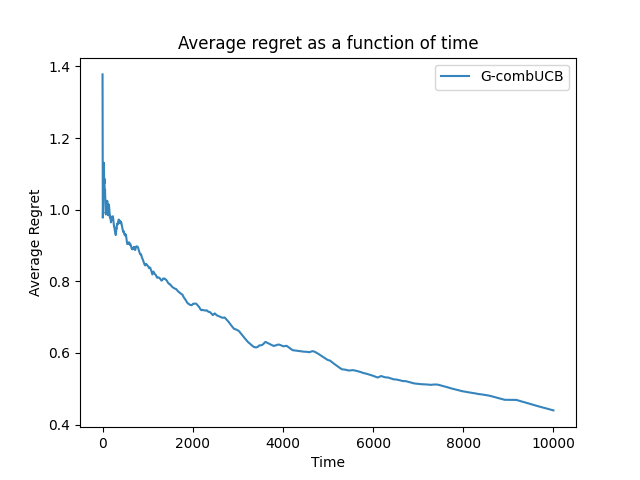 Average regret as a function of time
G-combUCB
Average Regret
1.4
1.2
1.0
0.8
0.6
0.4
0 2000 4000 6000 8000 10000
Time